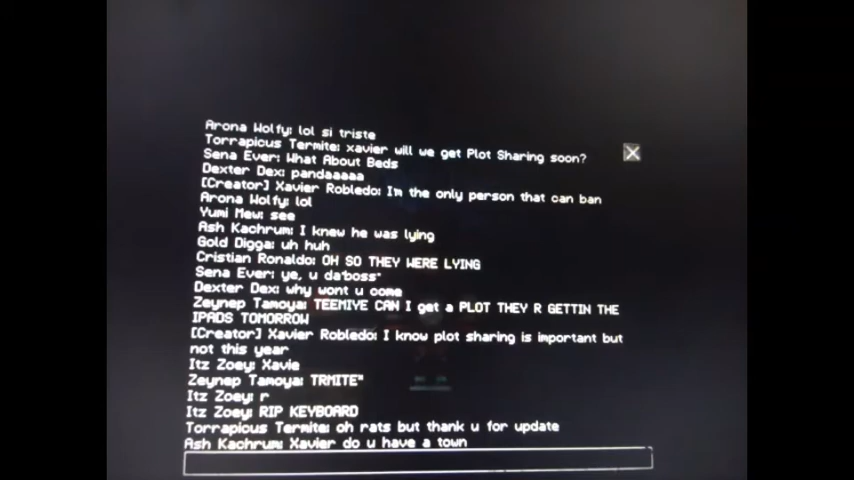 Arona Wolfy: lol si triste
Torrapicus Termite: xavier will we get Plot Sharing soon?
Sena Ever: What About Beds
Dexter Dex: pandaaaaa
[Creator] Xavier Robledo: I'm the only person that can ban
Arona Wolfy: lol
Yumi Mew: see
Ash Kachrum: I knew he was lying
Gold Digga: uh huh
Cristian Ronaldo: OH SO THEY WERE LYING
Sena Ever: ye, u da'boss"
Dexter Dex: why wont u come
Zeynep Tamoya: TEEMIYE CAN I get a PLOT THEY R GETTIN THE
IPADS TOMORROW
[Creator] Xavier Robledo: I know plot sharing is important but
not this year
Itz Zoey: Xavie
Zeynep Tamoya: TRMITE"
Itz Zoey: r
Itz Zoey: RIP KEYBOARD
Torrapicus Termite: oh rats but thank u for update
Ash Kachrum: Xavier do u have a town